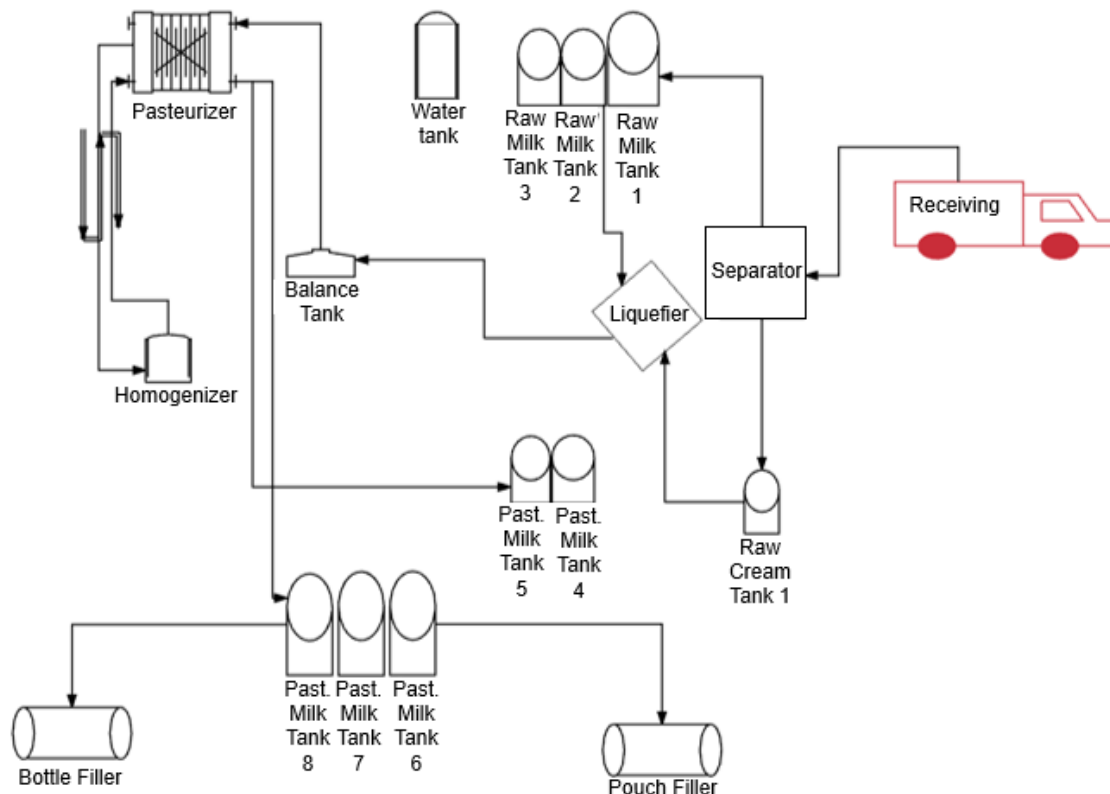 Pasteurizer
Water
tank
Raw
Milk
Tank
3
Raw'
Milk
Tank
2
Raw
Milk
Tank
1
Receiving
Separator
Balance
Tank
Liquefier
Homogenizer
Past.
Milk
Tank
5
Past.
Milk
Tank
4
Raw
Cream
Tank 1
Past.
Milk
Tank
8
Past.
Milk
Tank
7
Past.
Milk
Tank
6
Bottle Filler
Pouch Filler